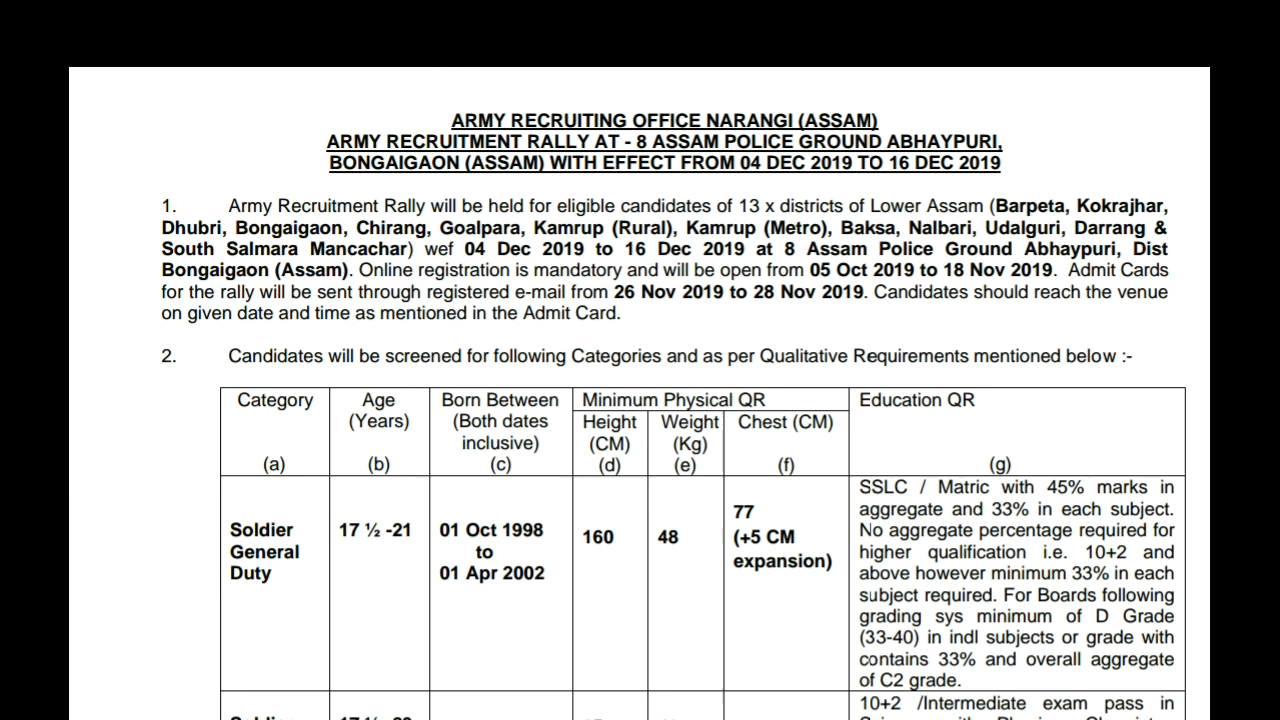 ARMY RECRUITING OFFICE NARANGI (ASSAM)
ARMY RECRUITMENT RALLY AT - 8 ASSAM POLICE GROUND ABHAYPURI,
BONGAIGAON (ASSAM) WITH EFFECT FROM 04 DEC 2019 TO 16 DEC 2019
1. Army Recruitment Rally will be held for eligible candidates of 13 x districts of Lower Assam (Barpeta, Kokrajhar,
Dhubri, Bongaigaon, Chirang, Goalpara, Kamrup (Rural), Kamrup (Metro), Baksa, Nalbari, Udalguri, Darrang &
South Salmara Mancachar) wef 04 Dec 2019 to 16 Dec 2019 at 8 Assam Police Ground Abhaypuri, Dist
Bongaigaon (Assam). Online registration is mandatory and will be open from 05 Oct 2019 to 18 Nov 2019. Admit Cards
for the rally will be sent through registered e-mail from 26 Nov 2019 to 28 Nov 2019. Candidates should reach the venue
on given date and time as mentioned in the Admit Card.
2. Candidates will be screened for following Categories and as per Qualitative Requirements mentioned below :-
Category
(a)
Age
(Years)
(b)
Born Between
(Both dates
inclusive)
(c)
Minimum Physical QR
Height
(CM)
(d)
Weight
(Kg)
(e)
Chest (CM)
(f)
Education QR
(g)
Soldier
General
Duty
17 ½ -21
01 Oct 1998
to
01 Apr 2002
160
48
77
(+5 CM
expansion)
SSLC / Matric with 45% marks in
aggregate and 33% in each subject.
No aggregate percentage required for
higher qualification i.e. 10+2 and
above however minimum 33% in each
subject required. For Boards following
grading sys minimum of D Grade
(33-40) in indl subjects or grade with
contains 33% and overall aggregate
of C2 grade.
10+2 /Intermediate exam pass in